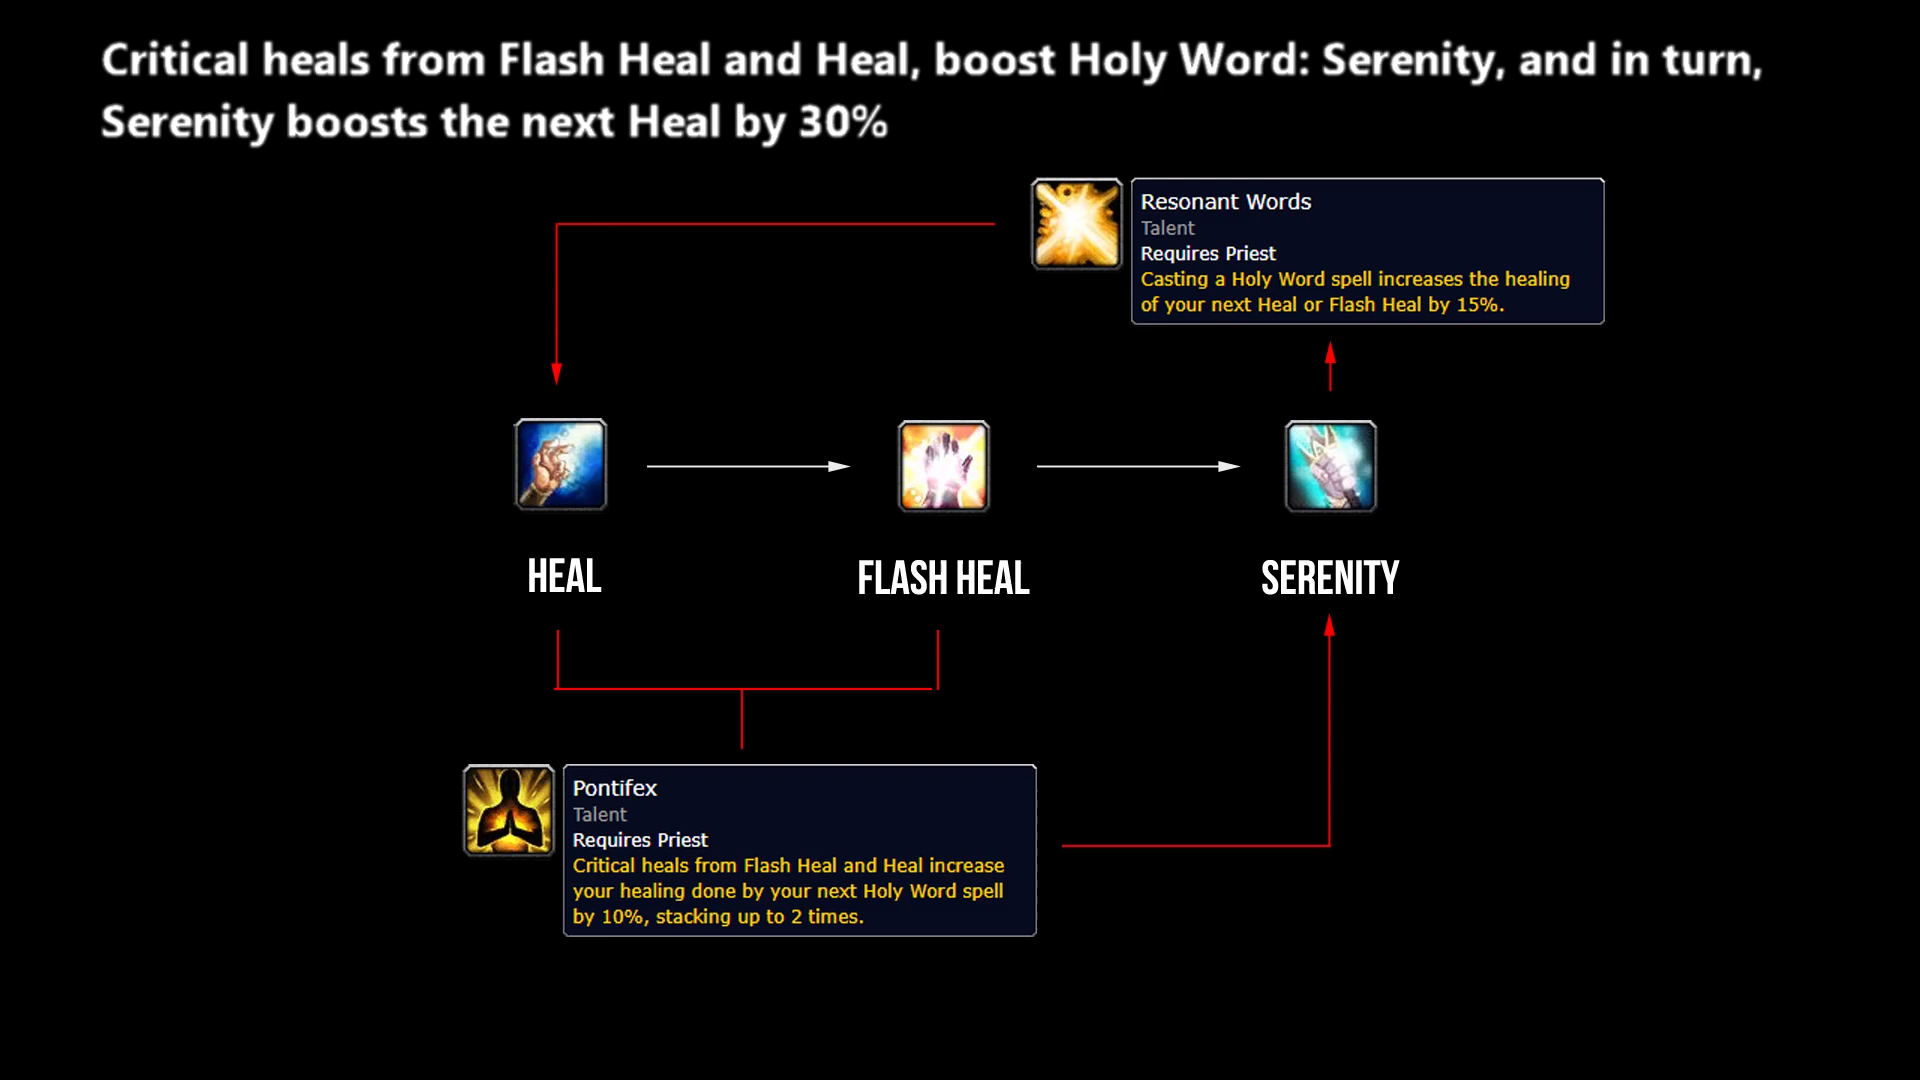 Critical heals from Flash Heal and Heal, boost Holy Word: Serenity, and in turn,
Serenity boosts the next Heal by 30%
Resonant Words
Talent
Requires Priest
Casting a Holy Word spell increases the healing
of your next Heal or Flash Heal by 15%.
HEAL
FLASH HEAL
SERENITY
Pontifex
Talent
Requires Priest
Critical heals from Flash Heal and Heal increase
your healing done by your next Holy Word spell
by 10%, stacking up to 2 times.